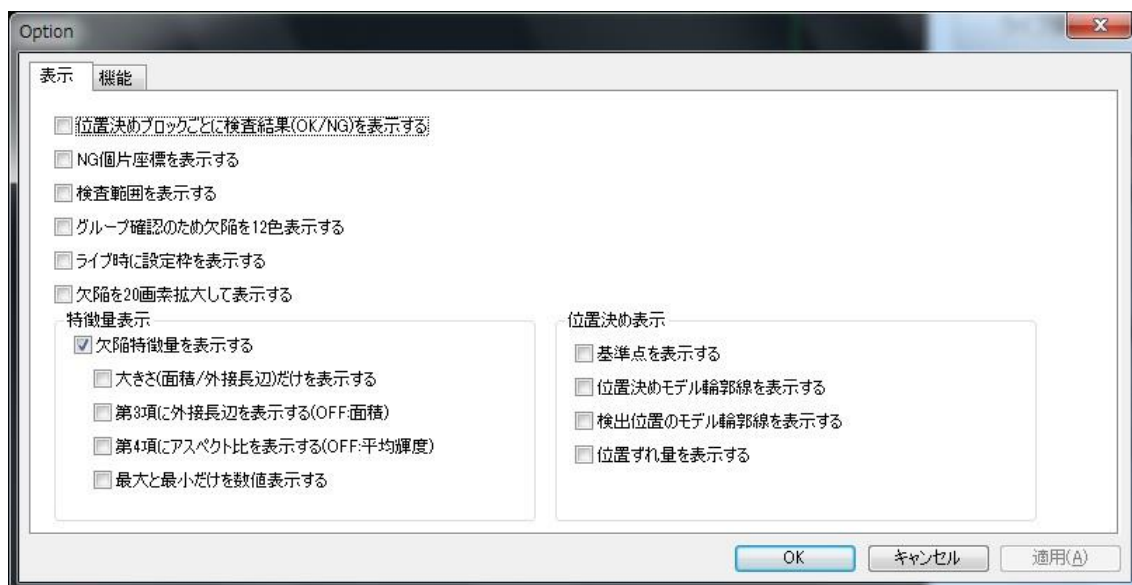 Option
表示
機能
位置決めブロックごとに検査結果(OK/NG)を表示する
NG個片座標を表示する
検査範囲を表示する
グループ確認のため欠陥を12色表示する
ライブ時に設定枠を表示する
欠陥を20画素拡大して表示する
特徴量表示
欠陥特徴量を表示する
大きさ(面積/外接長辺)だけを表示する
第3項に外接長辺を表示する(OFF:面積)
第4項にアスペクト比を表示する(OFF:平均輝度)
最大と最小だけを数値表示する
位置決め表示
基準点を表示する
位置決めモデル輪郭線を表示する
検出位置のモデル輪郭線を表示する
位置ずれ量を表示する
OK
キャンセル
適用(A)